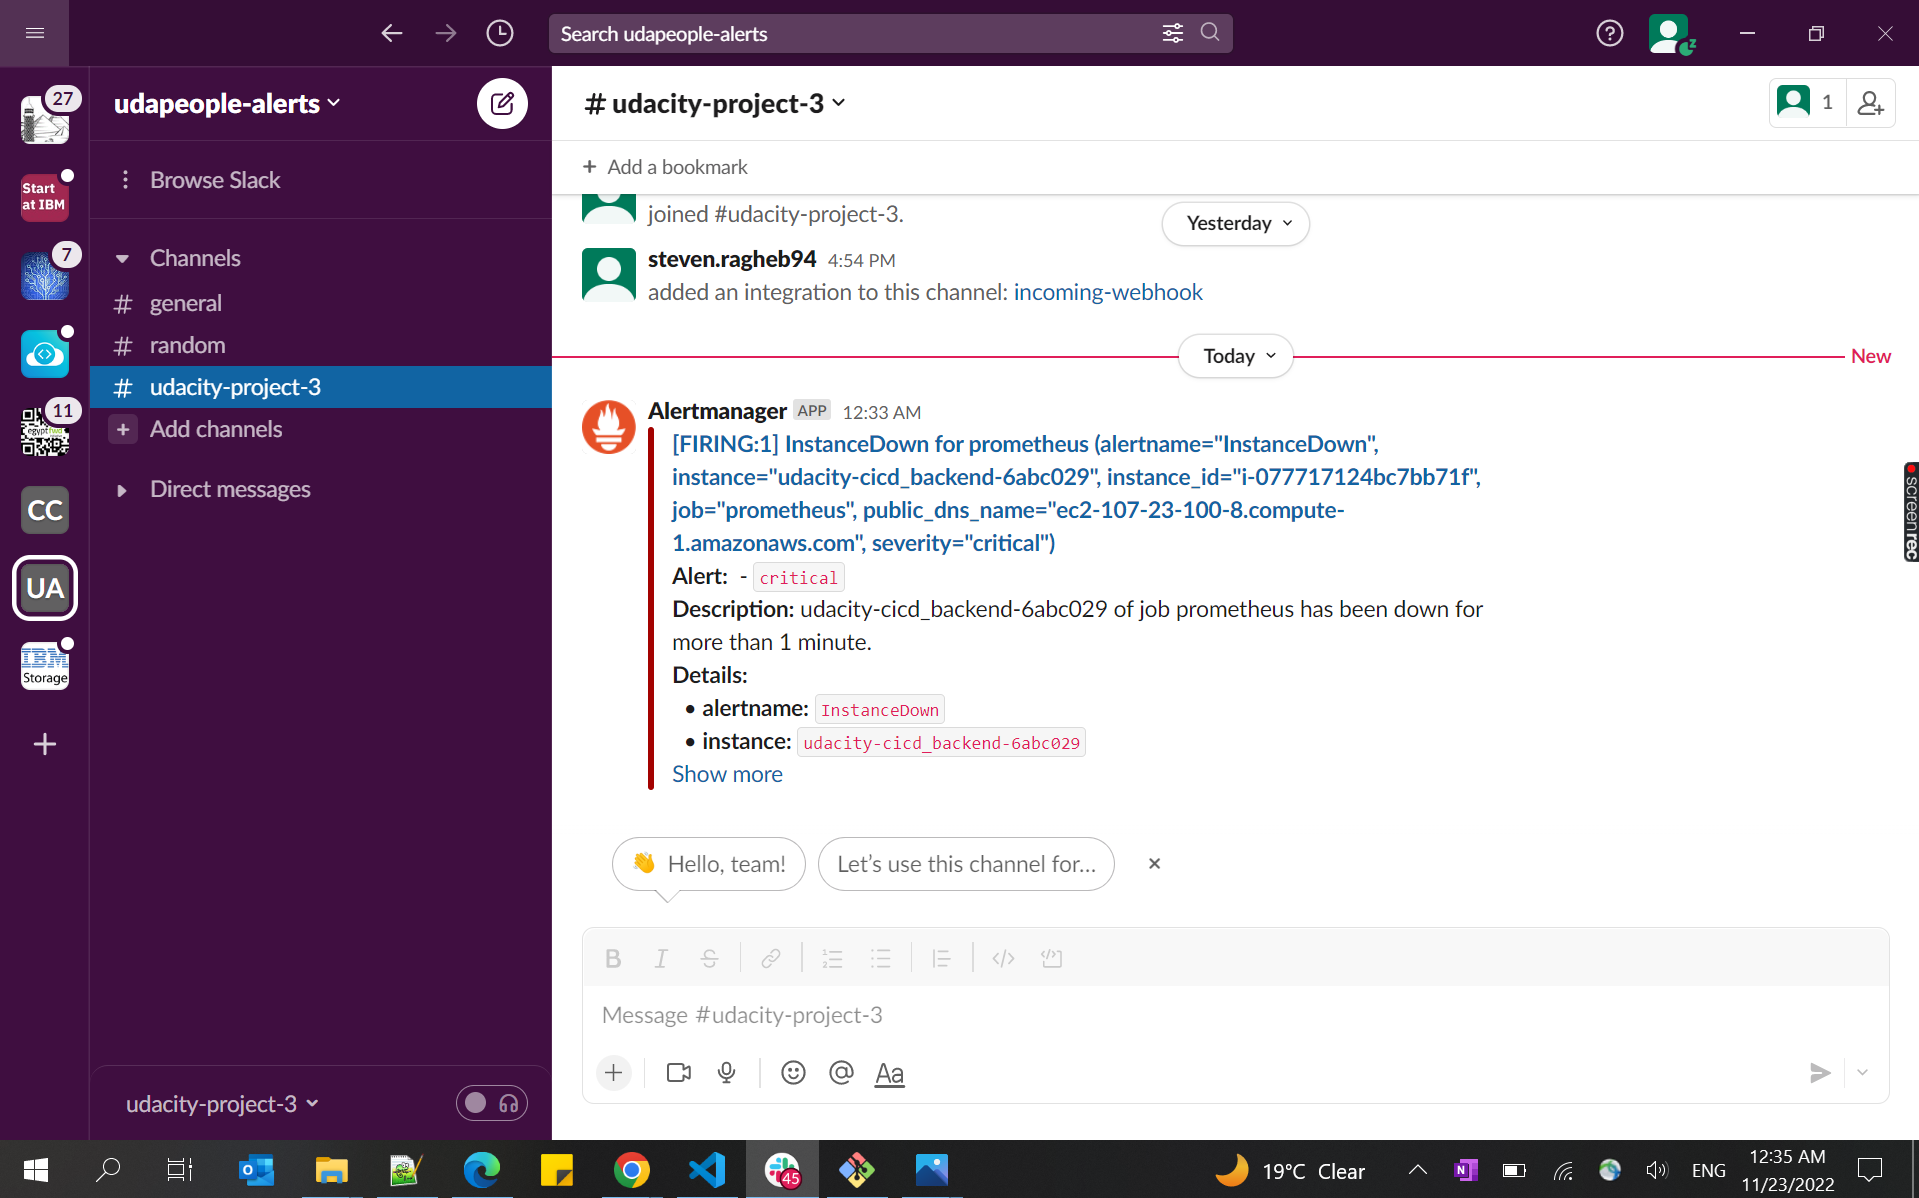 Search udapeople-alerts
27
Start
at IBM
7
11
egyptfwd
CC
UA
IBM
Storage
udapeople-alerts
Browse Slack
Channels
# general
# random
# udacity-project-3
+ Add channels
Direct messages
udacity-project-3
# udacity-project-3
1
+ Add a bookmark
joined #udacity-project-3.
Yesterday
steven.ragheb94 4:54 PM
added an integration to this channel: incoming-webhook
Today
New
Alertmanager APP 12:33 AM
[FIRING:1] InstanceDown for prometheus (alertname="InstanceDown",
instance="udacity-cicd_backend-6abc029", instance_id="i-077717124bc7bb71f",
job="prometheus", public_dns_name="ec2-107-23-100-8.compute-
1.amazonaws.com", severity="critical")
Alert: - critical
Description: udacity-cicd_backend-6abc029 of job prometheus has been down for
more than 1 minute.
Details:
• alertname: InstanceDown
• instance: udacity-cicd_backend-6abc029
Show more
👋 Hello, team!
Let’s use this channel for...
Message #udacity-project-3
Aa
screenrec
45
19°C Clear
ENG
12:35 AM
11/23/2022